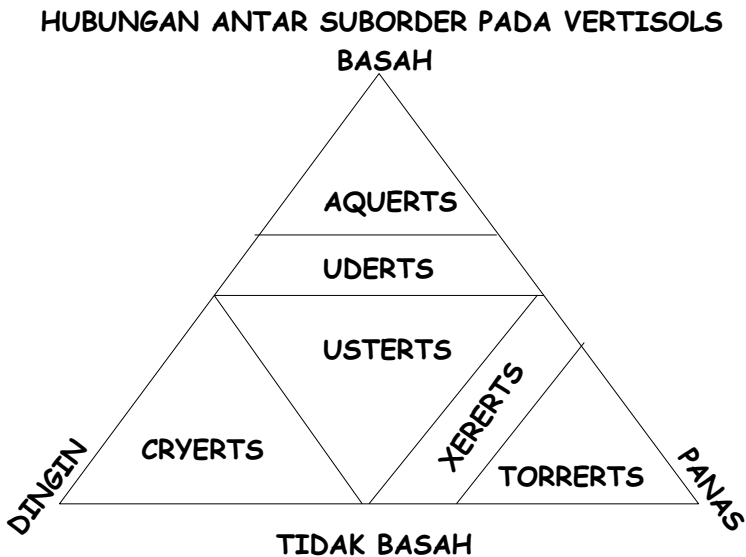 HUBUNGAN ANTAR SUBORDER PADA VERTISOLS
BASAH
AQUERTS
UDERTS
USTERTS
XERERTS
CRYERTS
TORRERTS
DINGIN
PANAS
TIDAK BASAH